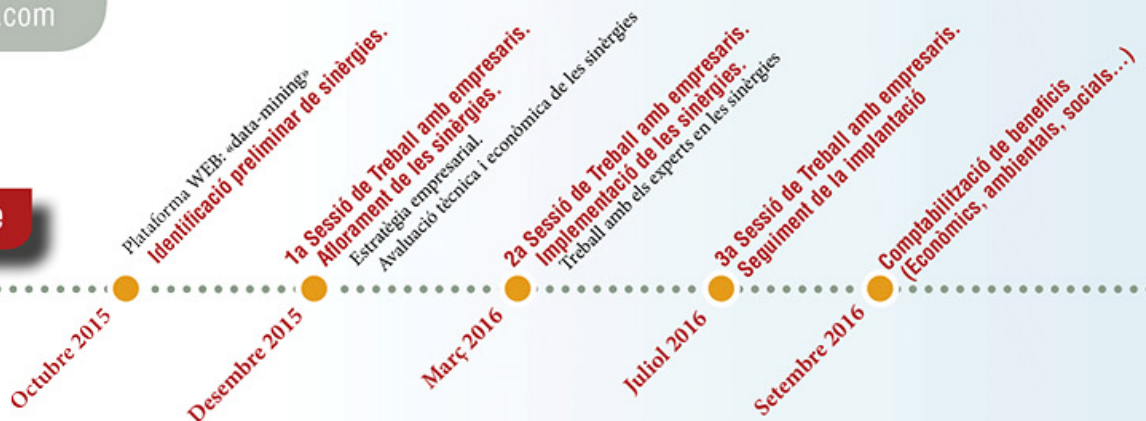 .com
e
Plataforma WEB: «data-mining»
Identificació preliminar de sinèrgies.
Octubre 2015
1a Sessió de Treball amb empresaris.
Aflorament de les sinèrgies.
Estratègia empresarial.
Avaluació tècnica i econòmica de les sinèrgies
Desembre 2015
2a Sessió de Treball amb empresaris.
Implementació de les sinèrgies.
Treball amb els experts en les sinèrgies
Març 2016
3a Sessió de Treball amb empresaris.
Seguiment de la implantació
Juliol 2016
Comptabilització de beneficis
(Econòmics, ambientals, socials...)
Setembre 2016